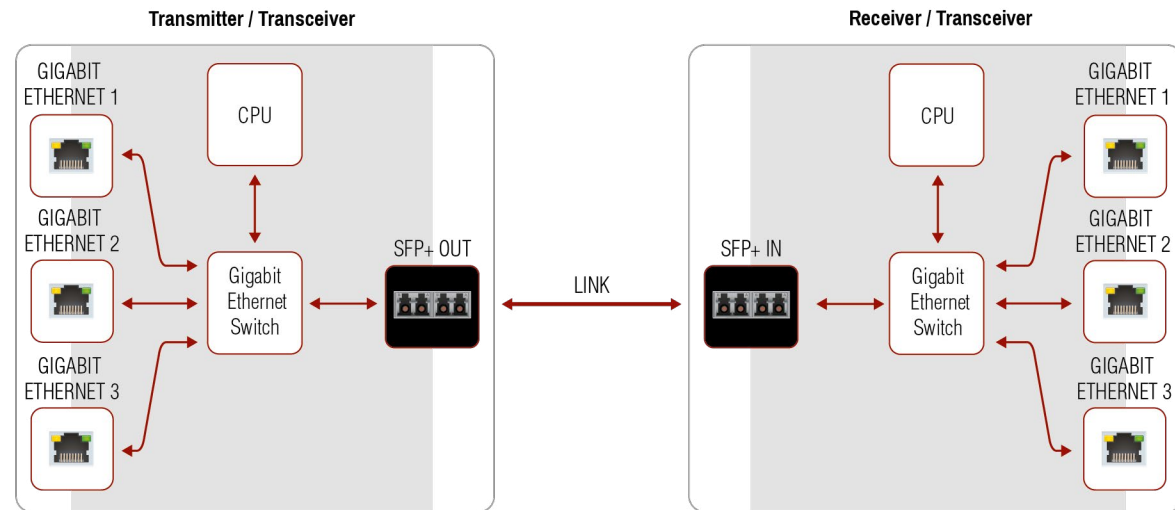 Transmitter / Transceiver
GIGABIT
ETHERNET 1
CPU
GIGABIT
ETHERNET 2
SFP+ OUT
Gigabit
Ethernet
Switch
GIGABIT
ETHERNET 3
LINK
Receiver / Transceiver
GIGABIT
ETHERNET 1
CPU
GIGABIT
ETHERNET 2
SFP+ IN
Gigabit
Ethernet
Switch
GIGABIT
ETHERNET 3